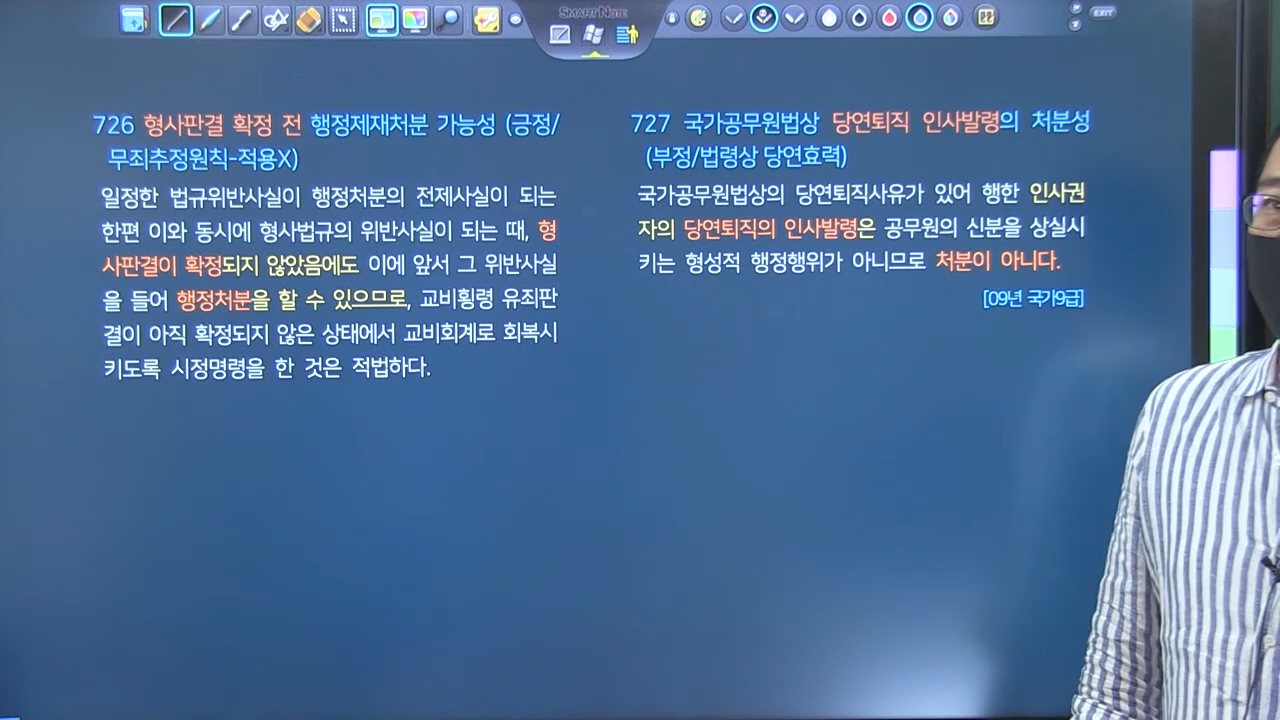 SMART NOTE
EXIT
726 형사판결 확정 전 행정제재처분 가능성 (긍정/
무죄추정원칙-적용X)
일정한 법규위반사실이 행정처분의 전제사실이 되는
한편 이와 동시에 형사법규의 위반사실이 되는 때, 형
사판결이 확정되지 않았음에도 이에 앞서 그 위반사실
을 들어 행정처분을 할 수 있으므로, 교비횡령 유죄판
결이 아직 확정되지 않은 상태에서 교비회계로 회복시
키도록 시정명령을 한 것은 적법하다.
727 국가공무원법상 당연퇴직 인사발령의 처분성
(부정/법령상 당연효력)
국가공무원법상의 당연퇴직사유가 있어 행한 인사권
자의 당연퇴직의 인사발령은 공무원의 신분을 상실시
키는 형성적 행정행위가 아니므로 처분이 아니다.
[09년 국가9급]